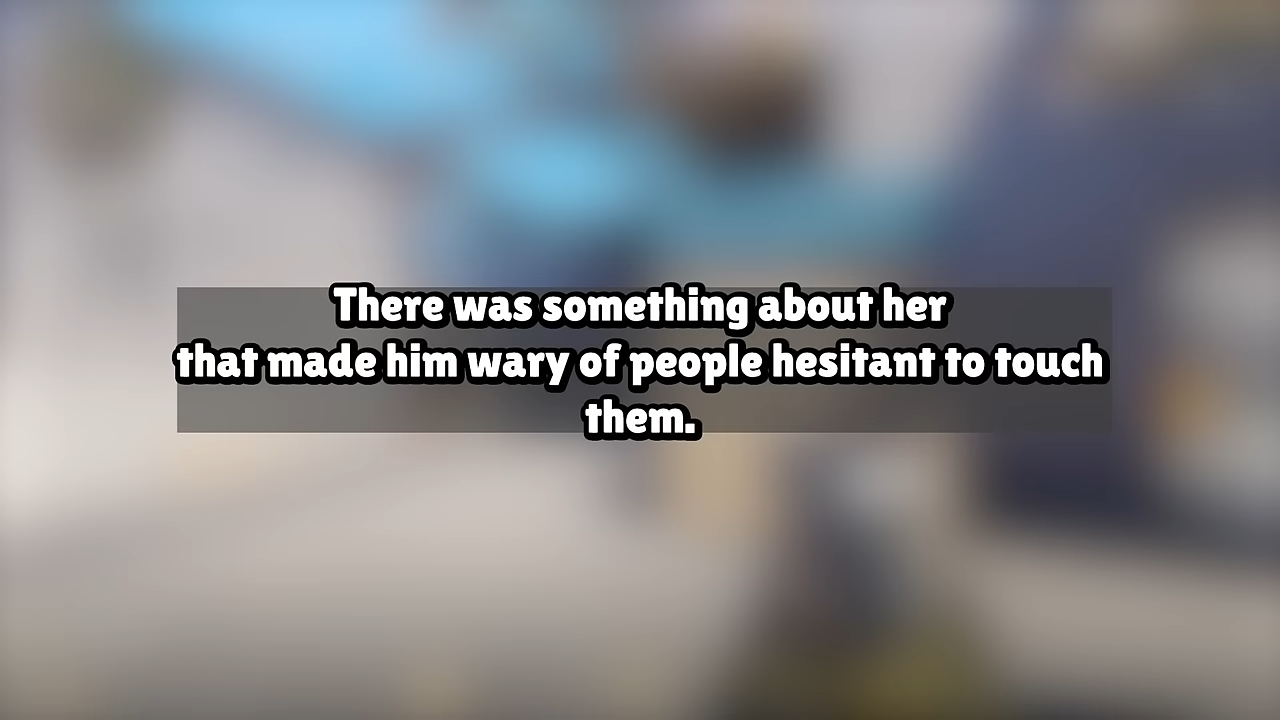 There was something about her
that made him wary of people hesitant to touch
them.